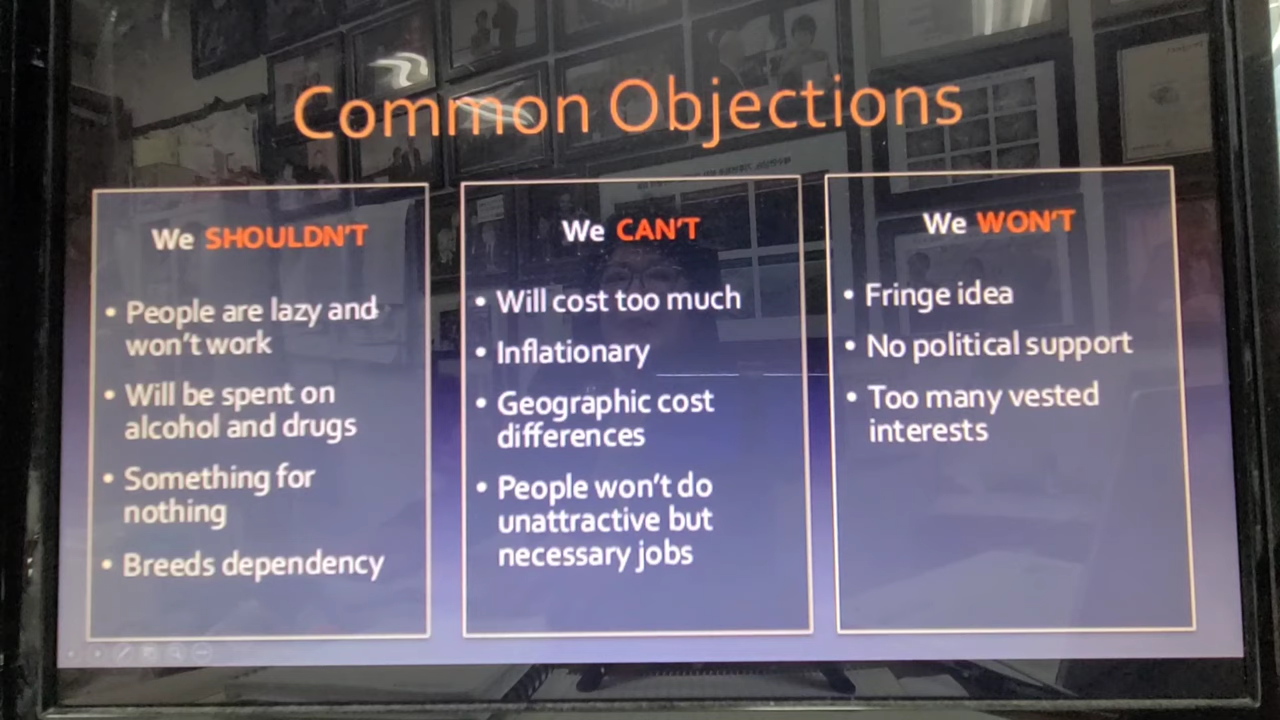 Common Objections
We SHOULDN'T
• People are lazy and
won't work
• Will be spent on
alcohol and drugs
• Something for
nothing
• Breeds dependency
We CAN'T
• Will cost too much
• Inflationary
• Geographic cost
differences
• People won't do
unattractive but
necessary jobs
We WON'T
• Fringe idea
• No political support
• Too many vested
interests